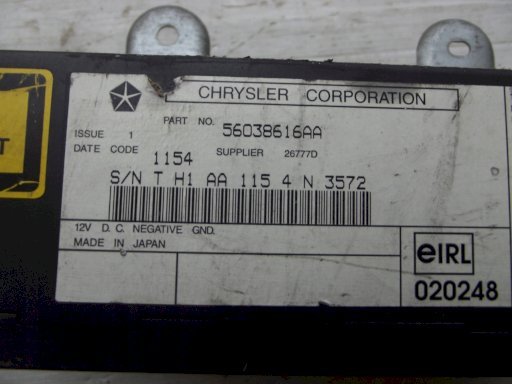 CHRYSLER CORPORATION
PART NO. 56038616AA
ISSUE 1
DATE CODE 1154 SUPPLIER 26777D
S/N T H1 AA 115 4 N 3572
12V D.C. NEGATIVE GND.
MADE IN JAPAN
eIRL
020248